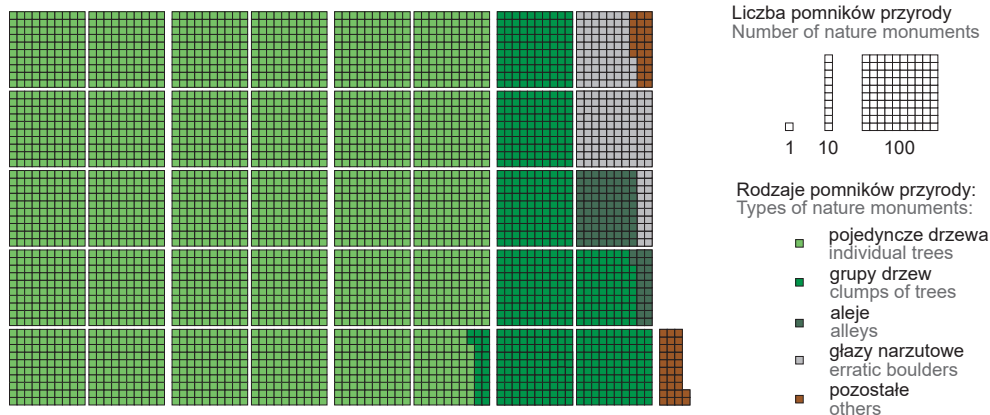 Liczba pomników przyrody
Number of nature monuments
1 10 100
Rodzaje pomników przyrody:
Types of nature monuments:
pojedyncze drzewa
individual trees
grupy drzew
clumps of trees
aleje
alleys
głazy narzutowe
erratic boulders
pozostałe
others